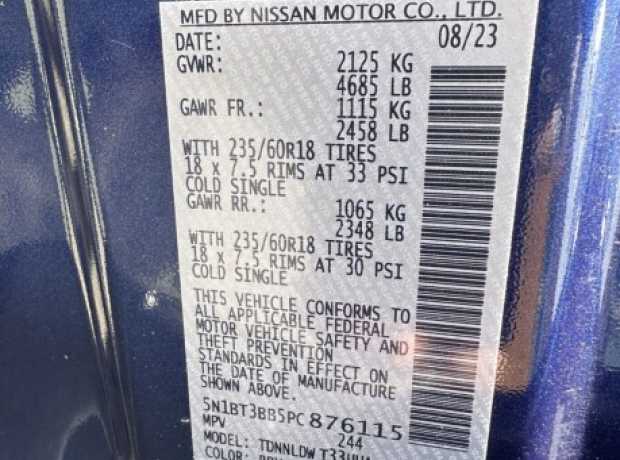 MFD BY NISSAN MOTOR CO., LTD.
DATE: 08/23
GVWR: 2125 KG
4685 LB
GAWR FR.: 1115 KG
2458 LB
WITH 235/60R18 TIRES
18 x 7.5 RIMS AT 33 PSI
COLD SINGLE
GAWR RR.: 1065 KG
2348 LB
WITH 235/60R18 TIRES
18 x 7.5 RIMS AT 30 PSI
COLD SINGLE
THIS VEHICLE CONFORMS TO
ALL APPLICABLE FEDERAL
MOTOR VEHICLE SAFETY AND
THEFT PREVENTION
STANDARDS IN EFFECT ON
THE DATE OF MANUFACTURE
SHOWN ABOVE.
5N1BT3BB5PC 876115
MPV 244
MODEL: TDNNLDW
COLOR: